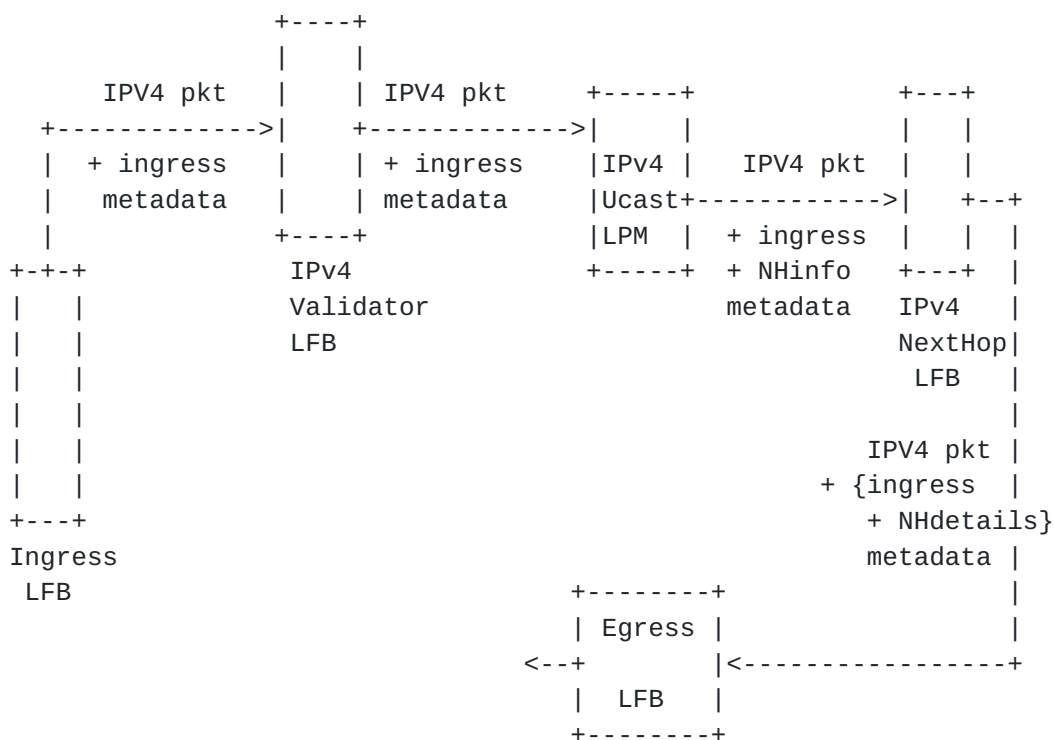 IPV4 pkt IPV4 pkt
+ ingress + ingress IPv4 IPV4 pkt
metadata metadata Ucast
LPM + ingress
IPv4 + NHinfo
Validator metadata IPv4
LFB NextHop
LFB
IPV4 pkt
+ {ingress
+ NHdetails}
Ingress metadata
LFB
Egress
LFB